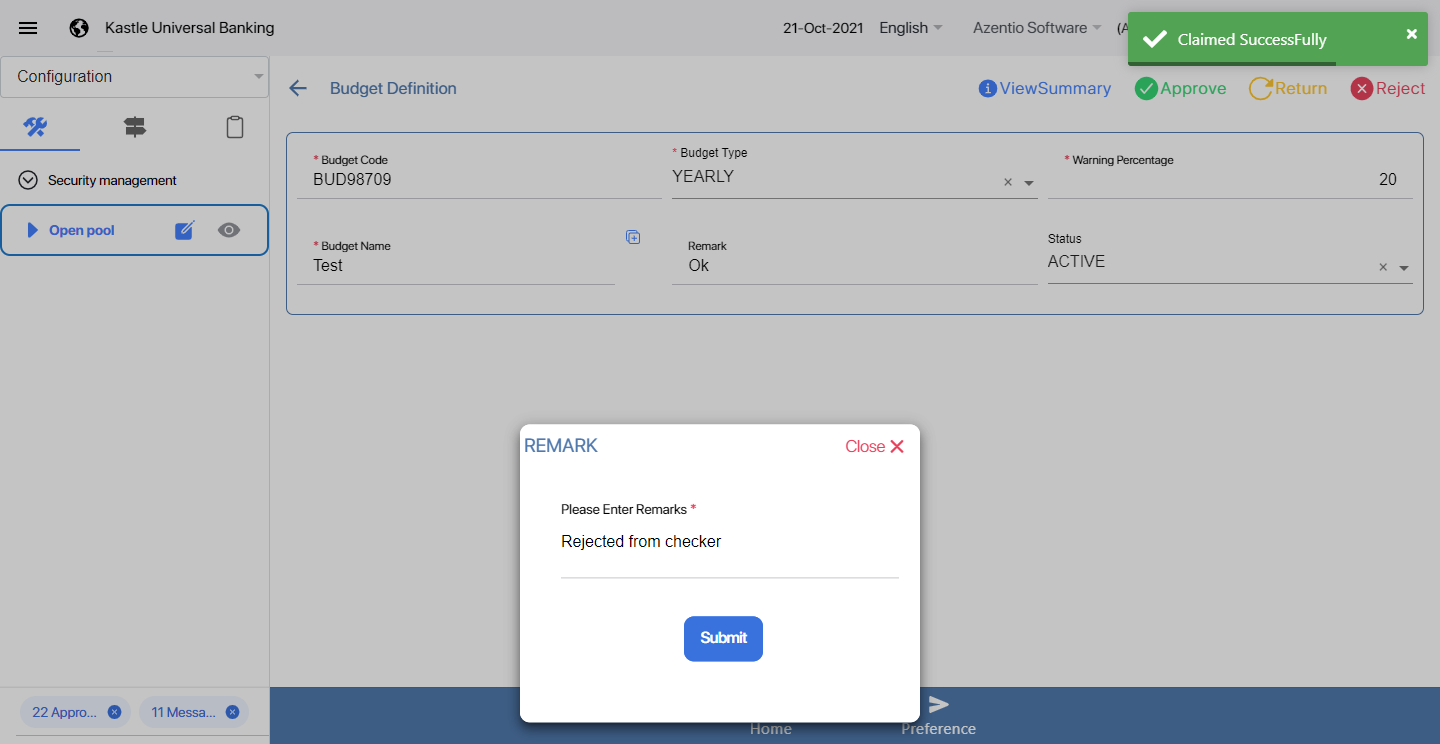 Kastle Universal Banking
21-Oct-2021 English Azentio Software (A
Claimed SuccessFully
Configuration
Budget Definition
ViewSummary Approve Return Reject
Security management
Open pool
* Budget Code
BUD98709
* Budget Type
YEARLY
* Warning Percentage
20
* Budget Name
Test
Remark
Ok
Status
ACTIVE
REMARK
Close
Please Enter Remarks *
Rejected from checker
Submit
22 Appro...
11 Messa...
Home
Preference